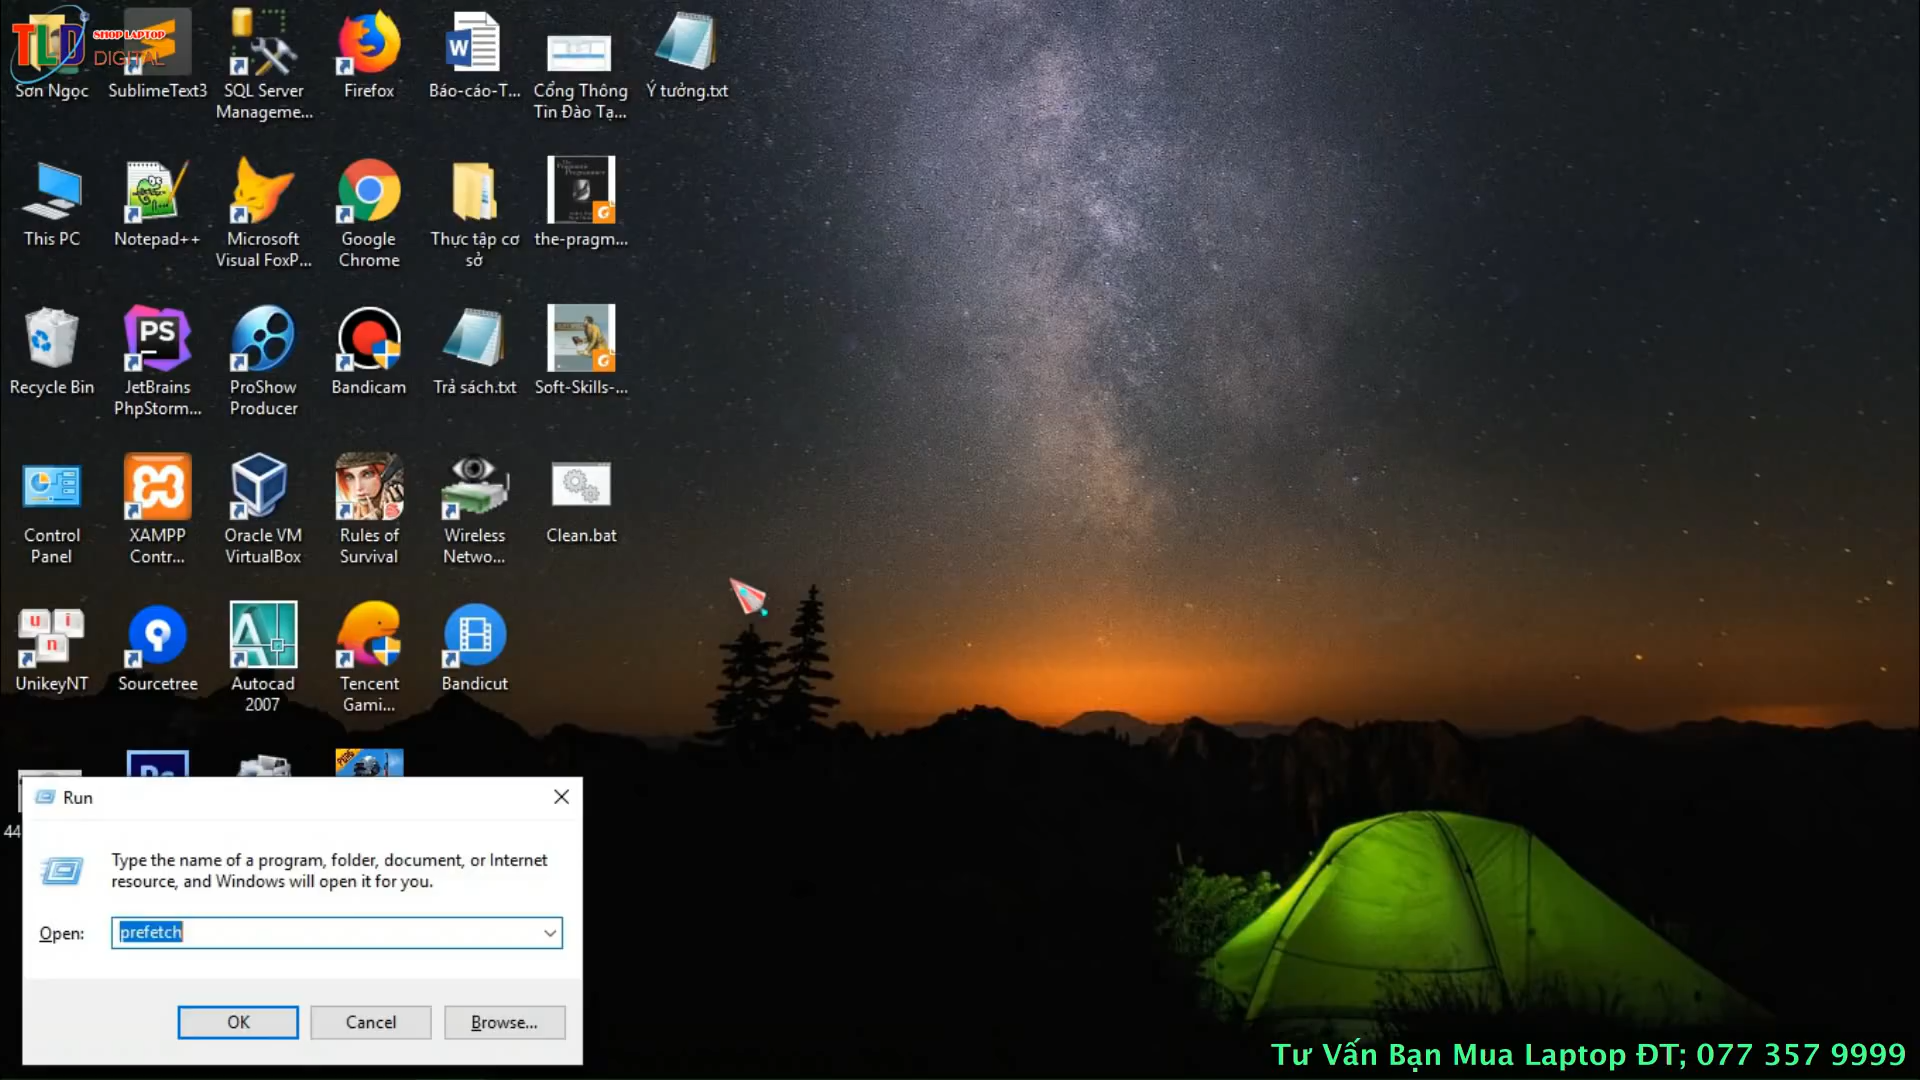 TLD SHOP LAPTOP
DIGITAL
Sơn Ngọc
SublimeText3
SQL Server
Manageme...
Firefox
Báo-cáo-T...
Cổng Thông
Tin Đào Tạ...
Ý tưởng.txt
This PC
Notepad++
Microsoft
Visual FoxP...
Google
Chrome
Thực tập cơ
sở
the-pragm...
Recycle Bin
PS
JetBrains
PhpStorm...
ProShow
Producer
Bandicam
Trả sách.txt
Soft-Skills-...
Control
Panel
XAMPP
Contr...
Oracle VM
VirtualBox
Rules of
Survival
Wireless
Netwo...
Clean.bat
u i
n
UnikeyNT
Sourcetree
Autocad
2007
Tencent
Gami...
Bandicut
44
Run
Type the name of a program, folder, document, or Internet
resource, and Windows will open it for you.
Open: prefetch
OK Cancel Browse...
Tư Vấn Bạn Mua Laptop ĐT; 077 357 9999